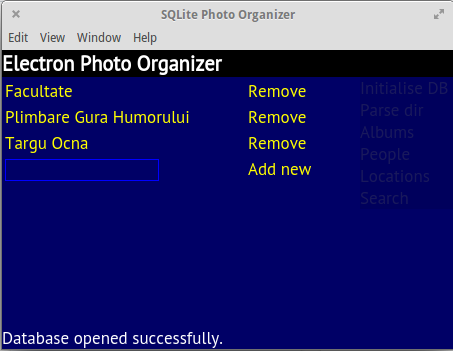 SQLite Photo Organizer
Edit View Window Help
Electron Photo Organizer
Facultate Remove
Plimbare Gura Humorului Remove
Targu Ocna Remove
Add new
Initialise DB
Parse dir
Albums
People
Locations
Search
Database opened successfully.